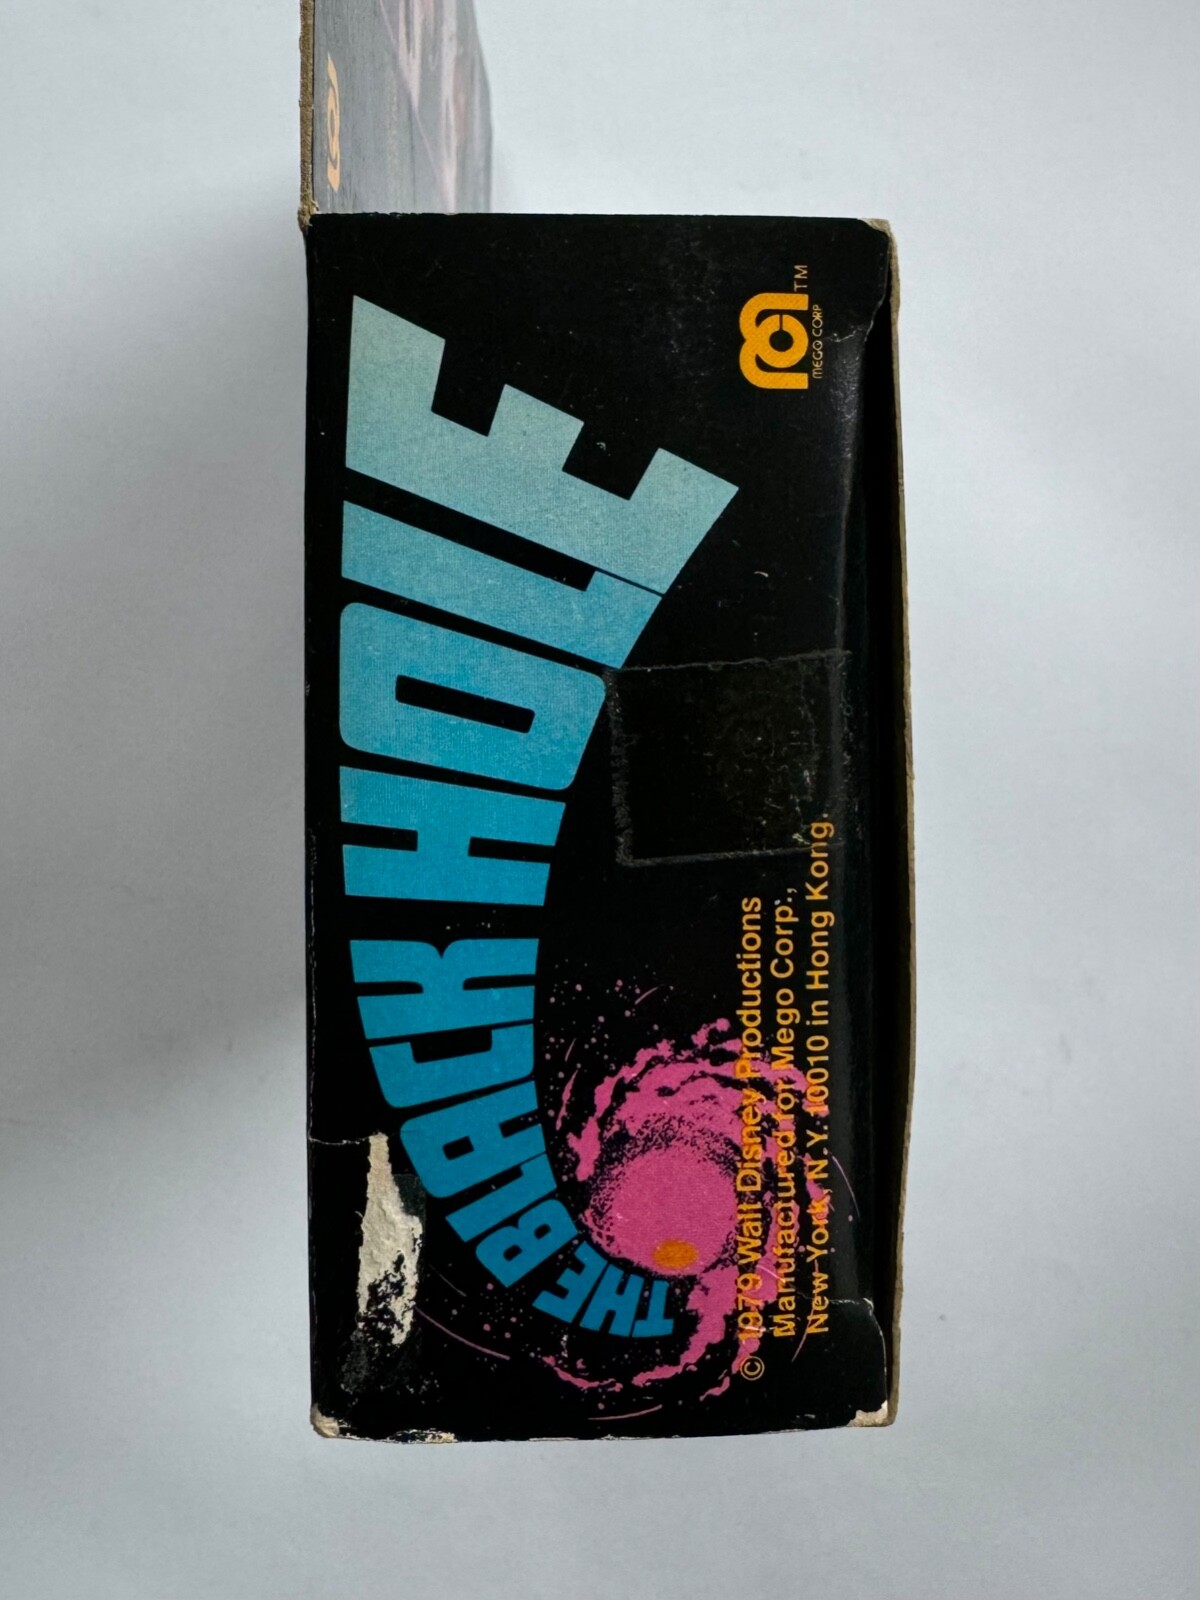 THE BLACK HOLE
TM
MEGO CORP
© 1979 Walt Disney Productions
Manufactured for Mego Corp.,
New York, N.Y. 10010 in Hong Kong.